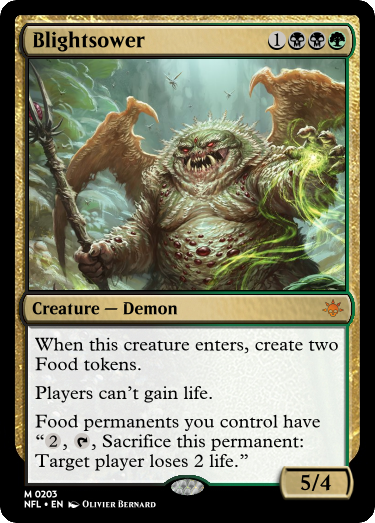 Blightsower 1
Creature — Demon
When this creature enters, create two
Food tokens.
Players can't gain life.
Food permanents you control have
“2, , Sacrifice this permanent:
Target player loses 2 life.”
5/4
M 0203
NFL • EN Olivier Bernard